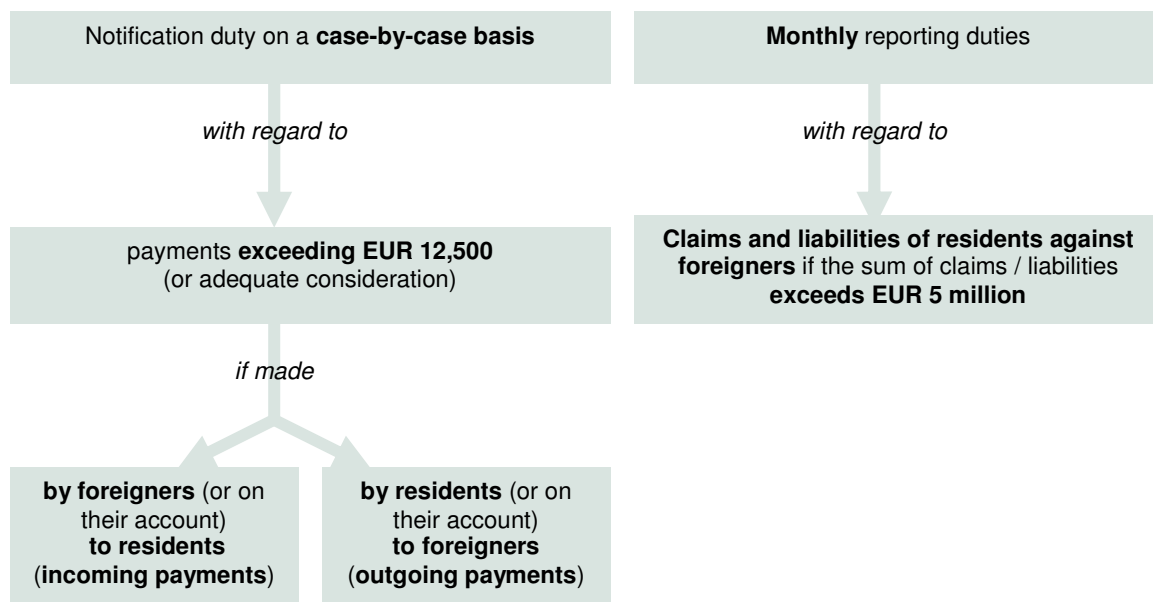 Notification duty on a case-by-case basis
with regard to
payments exceeding EUR 12,500
(or adequate consideration)
if made
by foreigners (or on
their account)
to residents
(incoming payments)
by residents (or on
their account)
to foreigners
(outgoing payments)
Monthly reporting duties
with regard to
Claims and liabilities of residents against
foreigners if the sum of claims / liabilities
exceeds EUR 5 million